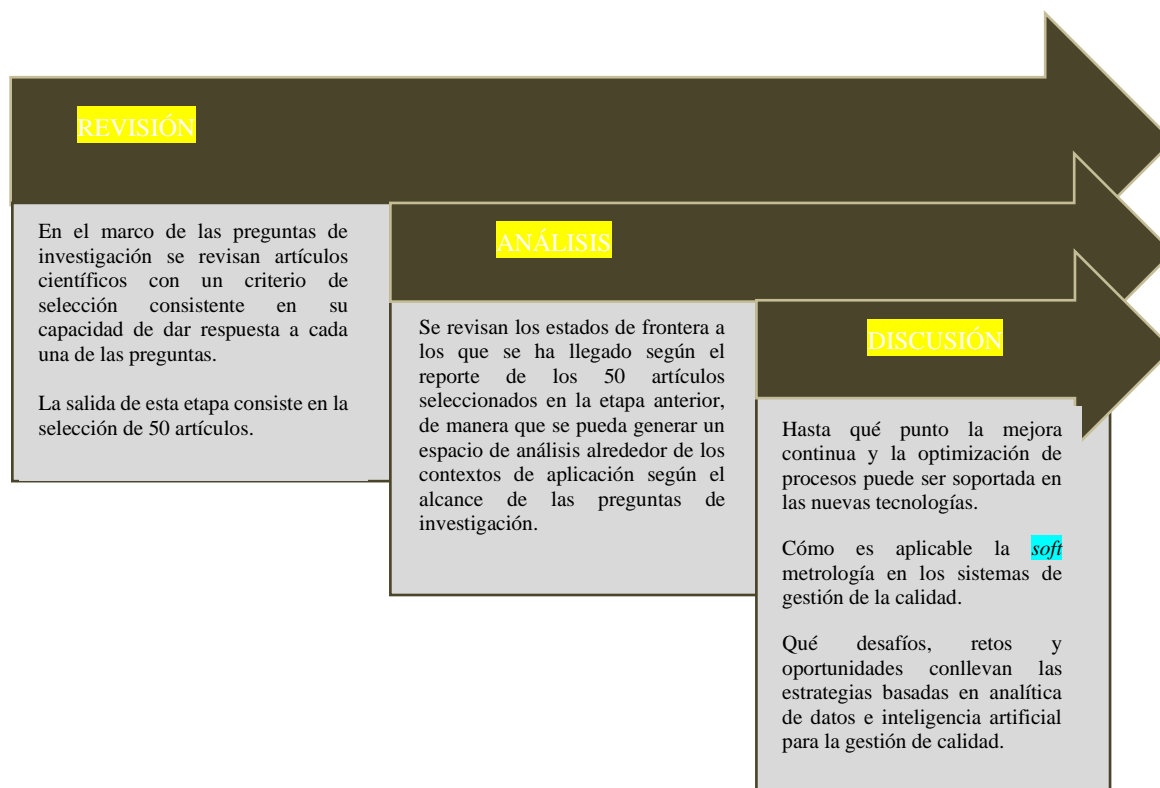 REVISIÓN
En el marco de las preguntas de
investigación se revisan artículos
científicos con un criterio de
selección consistente en su
capacidad de dar respuesta a cada
una de las preguntas.
La salida de esta etapa consiste en la
selección de 50 artículos.
ANÁLISIS
Se revisan los estados de frontera a
los que se ha llegado según el
reporte de los 50 artículos
seleccionados en la etapa anterior,
de manera que se pueda generar un
espacio de análisis alrededor de los
contextos de aplicación según el
alcance de las preguntas de
investigación.
DISCUSIÓN
Hasta qué punto la mejora
continua y la optimización de
procesos puede ser soportada en
las nuevas tecnologías.
Cómo es aplicable la soft
metrología en los sistemas de
gestión de la calidad.
Qué desafíos, retos y
oportunidades conllevan las
estrategias basadas en analítica
de datos e inteligencia artificial
para la gestión de calidad.